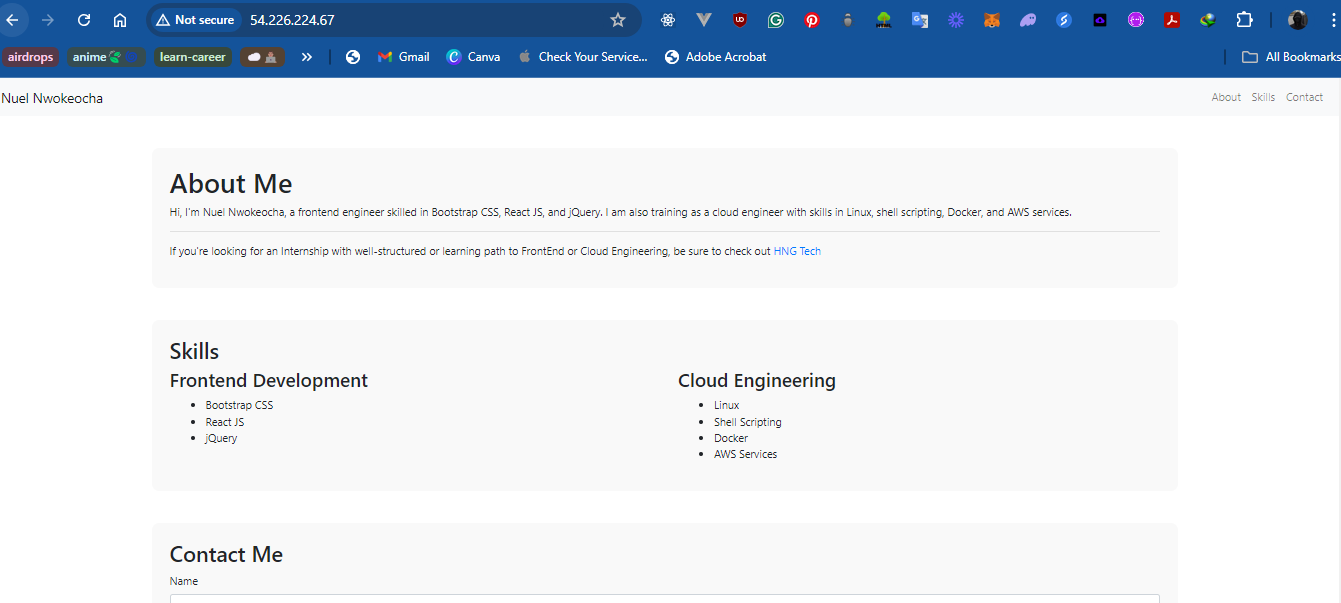 Not secure 54.226.224.67
airdrops anime learn-career » Gmail Canva Check Your Service... Adobe Acrobat All Bookmarks
Nuel Nwokeocha About Skills Contact
About Me
Hi, I'm Nuel Nwokeocha, a frontend engineer skilled in Bootstrap CSS, React JS, and jQuery. I am also training as a cloud engineer with skills in Linux, shell scripting, Docker, and AWS services.
If you're looking for an Internship with well-structured or learning path to FrontEnd or Cloud Engineering, be sure to check out HNG Tech
Skills
Frontend Development
• Bootstrap CSS
• React JS
• jQuery
Cloud Engineering
• Linux
• Shell Scripting
• Docker
• AWS Services
Contact Me
Name